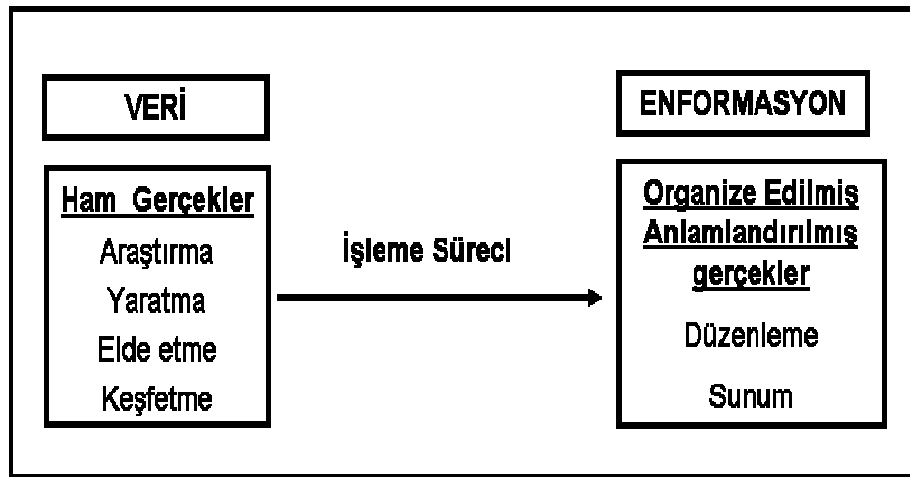 VERİ
Ham Gerçekler
Araştırma
Yaratma
Elde etme
Keşfetme
İşleme Süreci
ENFORMASYON
Organize Edilmiş
Anlamlandırılmış
gerçekler
Düzenleme
Sunum